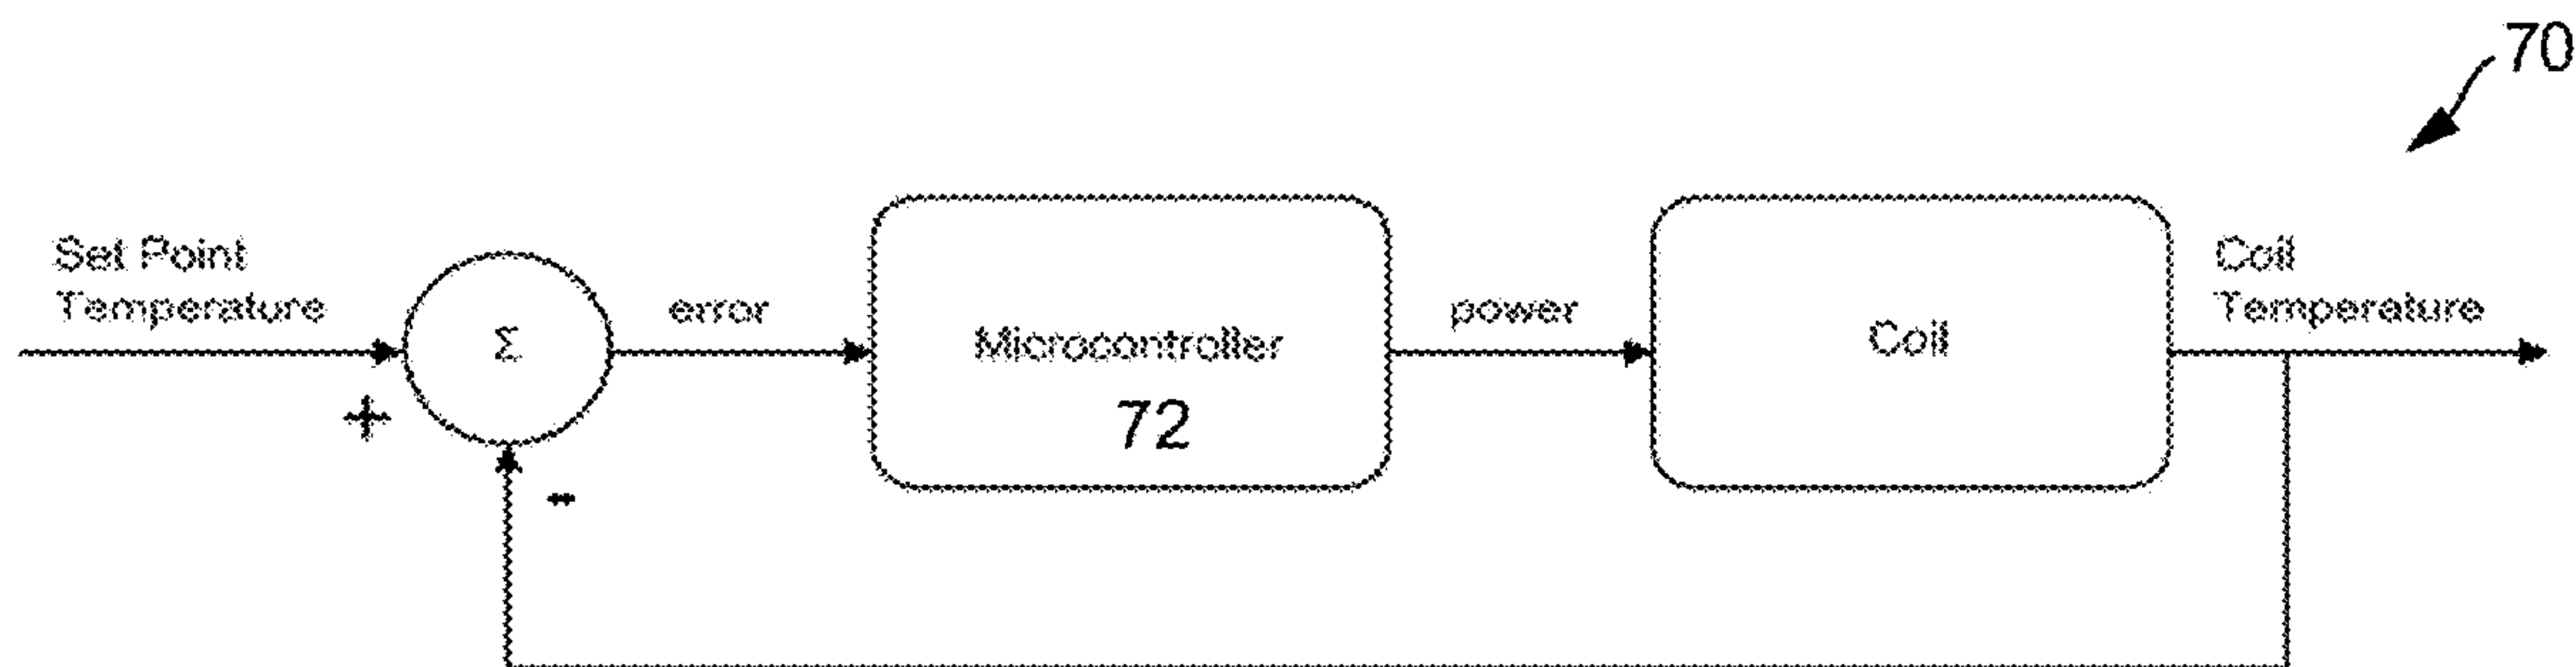 70
Set Point
Temperature
+
Σ
-
error
Microcontroller
72
power
Coil
Coil
Temperature